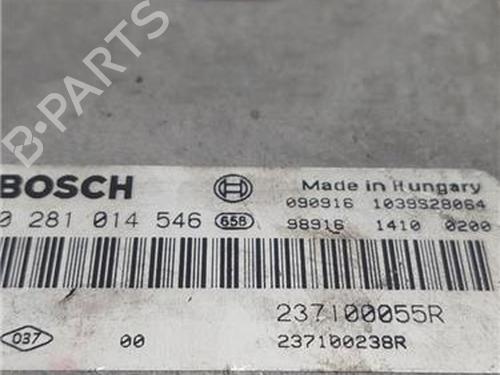 B-PARTS
BOSCH
Made in Hungary
090916 1039S28064
0 281 014 546 658
98916 1410 0200
237100055R
037 00 237100238R